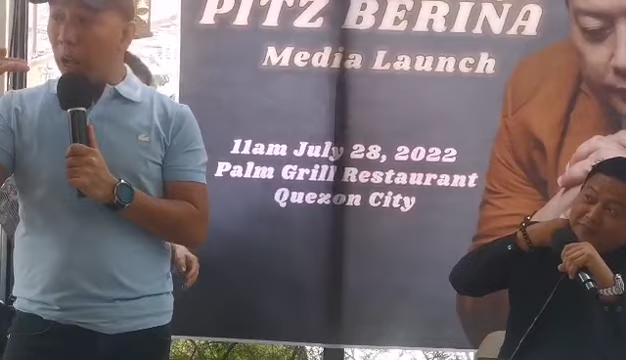 PITZ BERINA
Media Launch
11am July 28, 2022
Palm Grill Restaurant
Quezon City